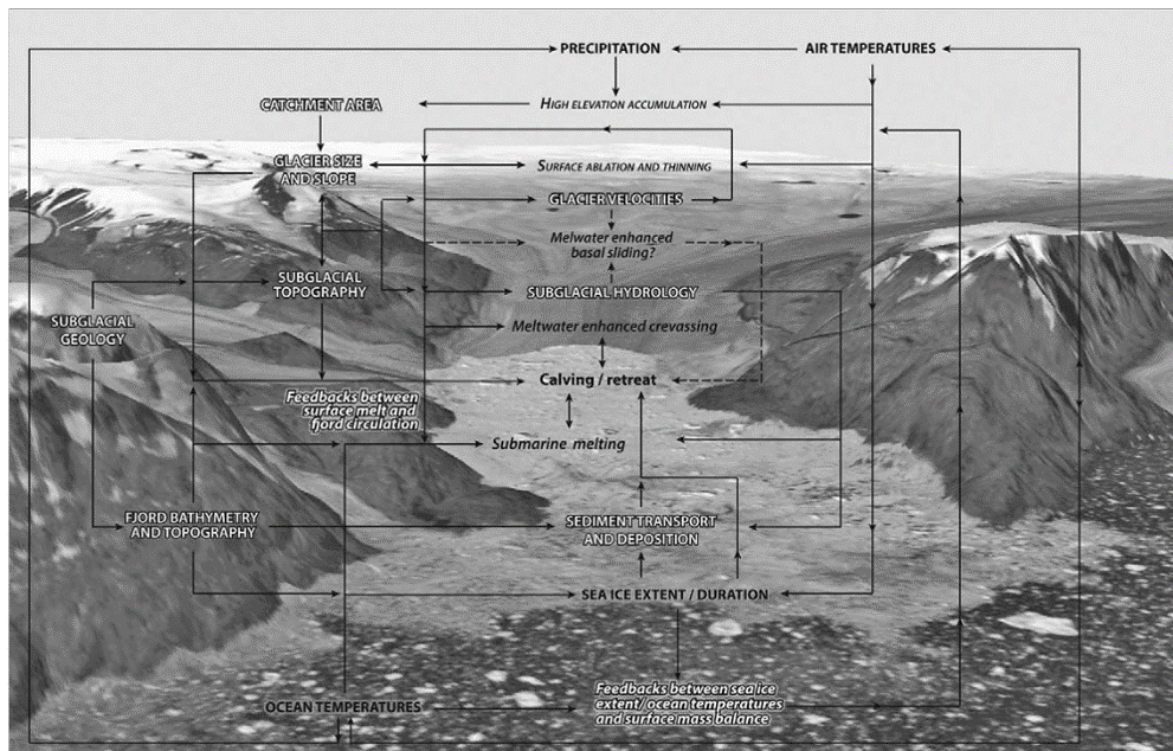 PRECIPITATION
AIR TEMPERATURES
CATCHMENT AREA
HIGH ELEVATION ACCUMULATION
GLACIER SIZE
AND SLOPE
SURFACE ABLATION AND THINNING
GLACIER VELOCITIES
Melwater enhanced
basal sliding?
SUBGLACIAL
TOPOGRAPHY
SUBGLACIAL HYDROLOGY
SUBGLACIAL
GEOLOGY
Meltwater enhanced crevassing
Calving / retreat
Feedbacks between
surface melt and
fjord circulation
Submarine melting
FJORD BATHYMETRY
AND TOPOGRAPHY
SEDIMENT TRANSPORT
AND DEPOSITION
SEA ICE EXTENT / DURATION
OCEAN TEMPERATURES
Feedbacks between sea ice
extent/ ocean temperatures
and surface mass balance